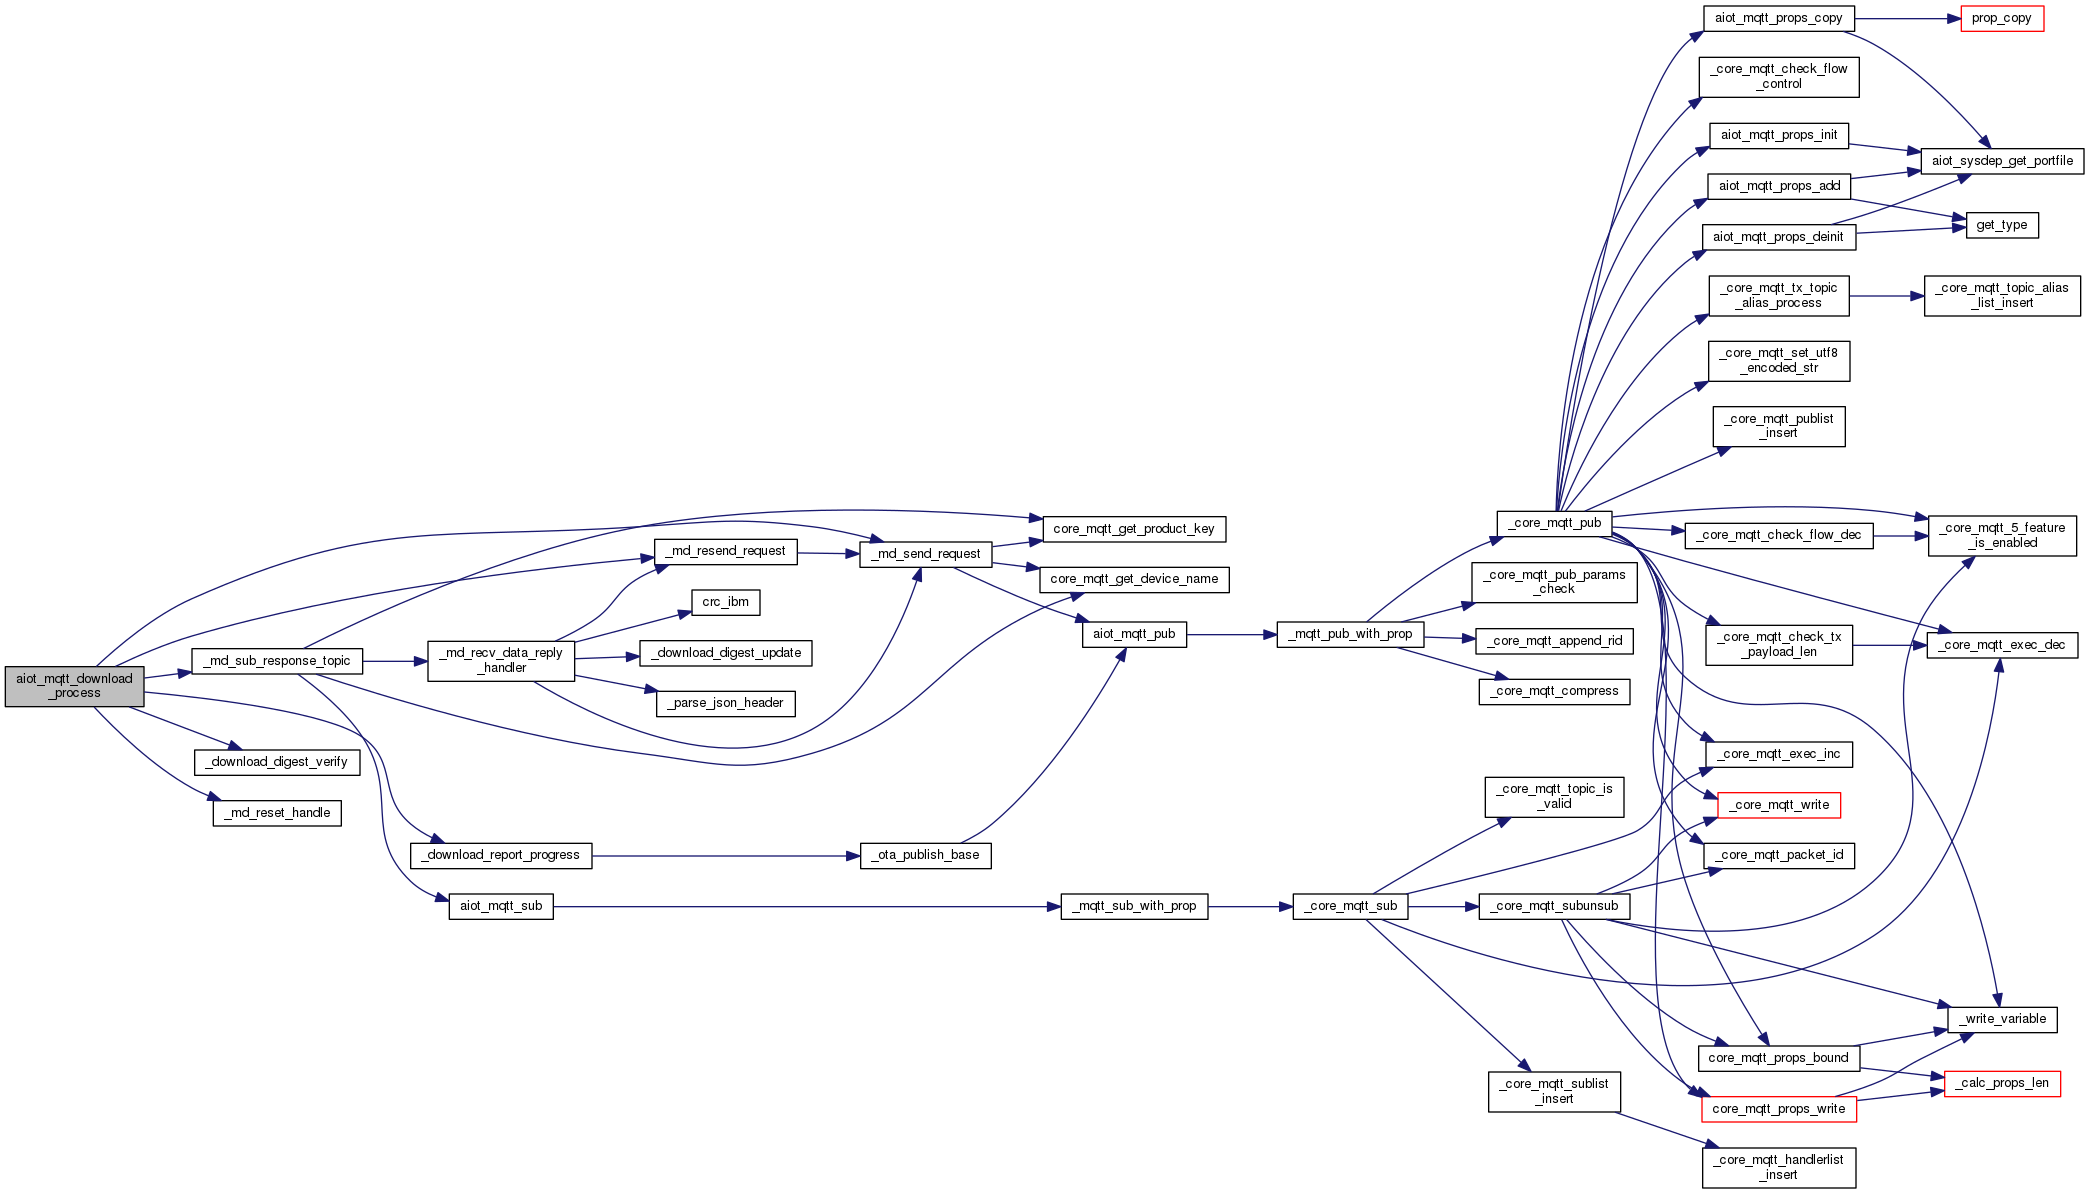 aiot_mqtt_download
_process
_md_sub_response_topic
_download_digest_verify
_md_reset_handle
_md_recv_data_reply
_handler
_download_report_progress
aiot_mqtt_sub
_md_resend_request
crc_ibm
_download_digest_update
_parse_json_header
_md_send_request
_ota_publish_base
core_mqtt_get_product_key
core_mqtt_get_device_name
aiot_mqtt_pub
_mqtt_sub_with_prop
_mqtt_pub_with_prop
_core_mqtt_sub
_core_mqtt_pub
_core_mqtt_pub_params
_check
_core_mqtt_append_rid
_core_mqtt_compress
_core_mqtt_topic_is
_valid
_core_mqtt_subunsub
_core_mqtt_sublist
_insert
aiot_mqtt_props_copy
_core_mqtt_check_flow
_control
aiot_mqtt_props_init
aiot_mqtt_props_add
aiot_mqtt_props_deinit
_core_mqtt_tx_topic
_alias_process
_core_mqtt_set_utf8
_encoded_str
_core_mqtt_publist
_insert
_core_mqtt_check_flow_dec
_core_mqtt_check_tx
_payload_len
_core_mqtt_exec_inc
_core_mqtt_write
_core_mqtt_packet_id
core_mqtt_props_bound
core_mqtt_props_write
_core_mqtt_handlerlist
_insert
prop_copy
aiot_sysdep_get_portfile
get_type
_core_mqtt_topic_alias
_list_insert
_core_mqtt_5_feature
_is_enabled
_core_mqtt_exec_dec
_write_variable
_calc_props_len